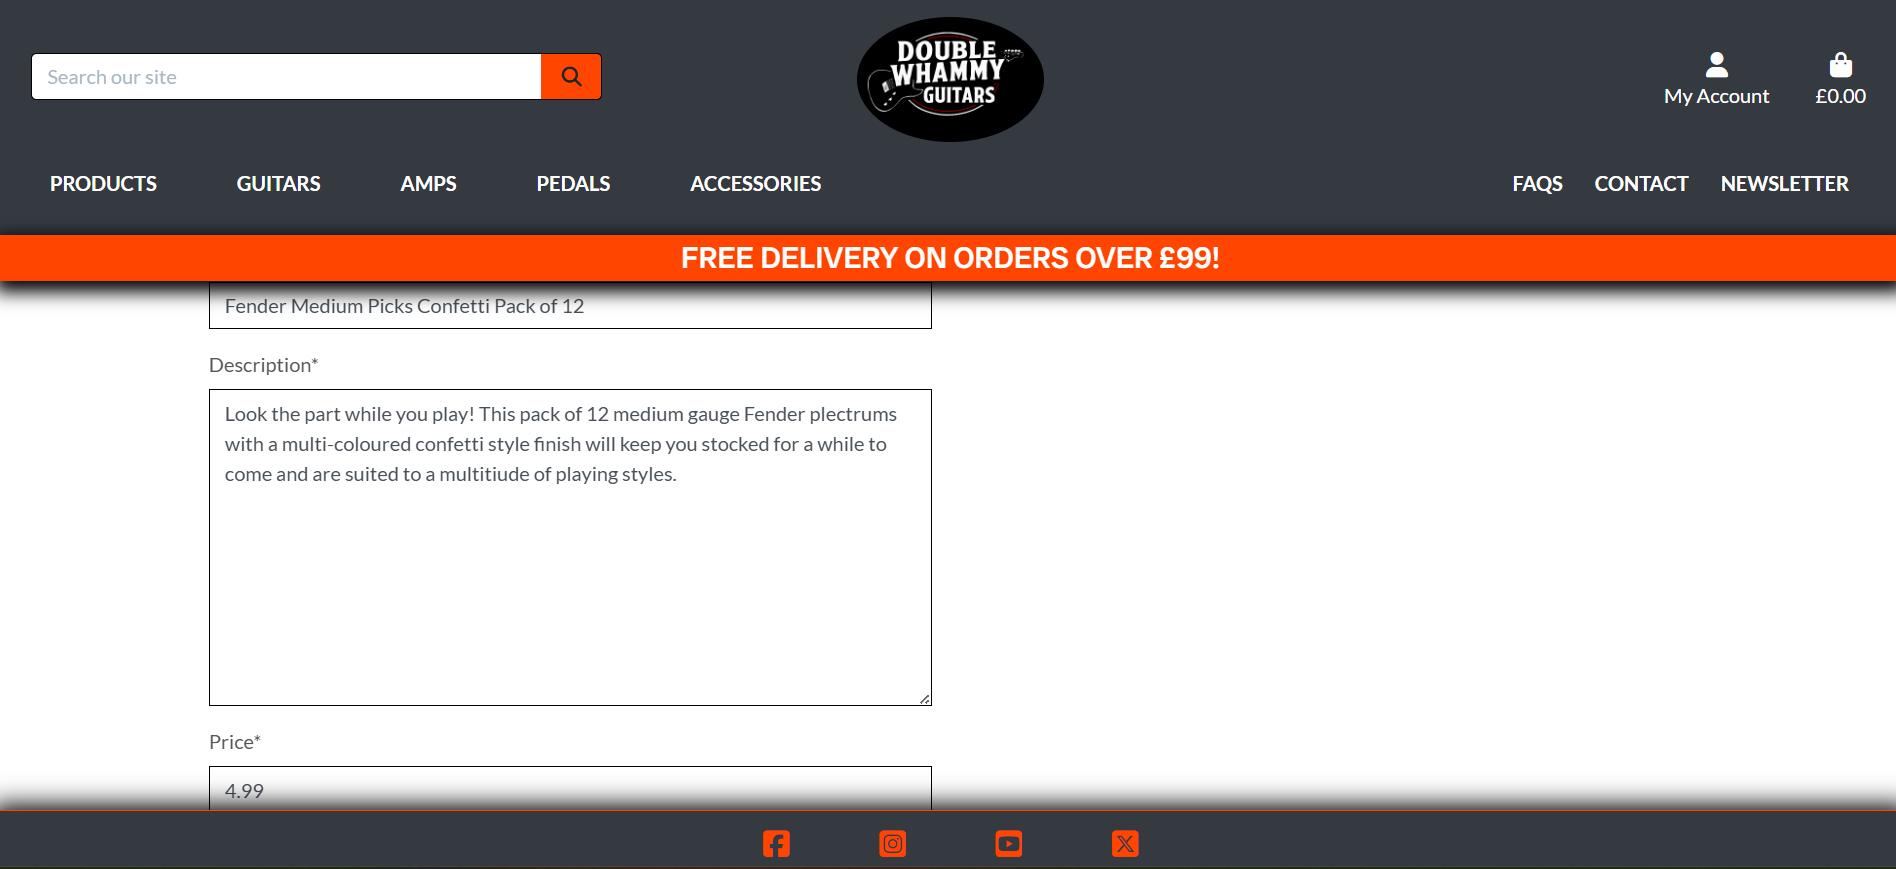 Search our site
DOUBLE
WHAMMY
GUITARS
My Account
£0.00
PRODUCTS GUITARS AMPS PEDALS ACCESSORIES FAQS CONTACT NEWSLETTER
FREE DELIVERY ON ORDERS OVER £99!
Fender Medium Picks Confetti Pack of 12
Description*
Look the part while you play! This pack of 12 medium gauge Fender plectrums
with a multi-coloured confetti style finish will keep you stocked for a while to
come and are suited to a multitiude of playing styles.
Price*
4.99